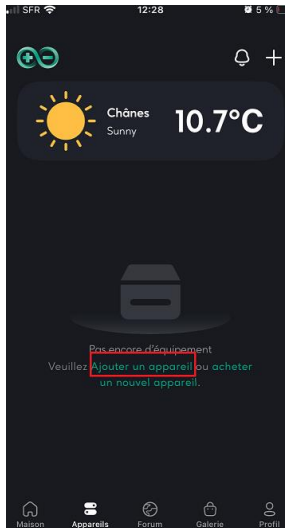 SFR 12:28 5 %
Chânes
Sunny
10.7°C
Pas encore d'équipement
Veuillez Ajouter un appareil ou acheter
un nouvel appareil.
Maison Appareils Forum Galerie Profil